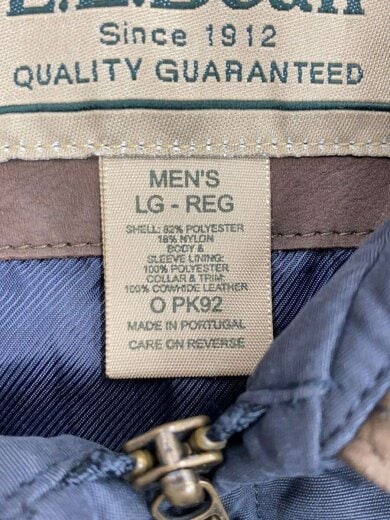 L.L.Bean
Since 1912
QUALITY GUARANTEED
MEN'S
LG - REG
SHELL: 82% POLYESTER
18% NYLON
BODY &
SLEEVE LINING:
100% POLYESTER
COLLAR & TRIM:
100% COWHIDE LEATHER
O PK92
MADE IN PORTUGAL
CARE ON REVERSE